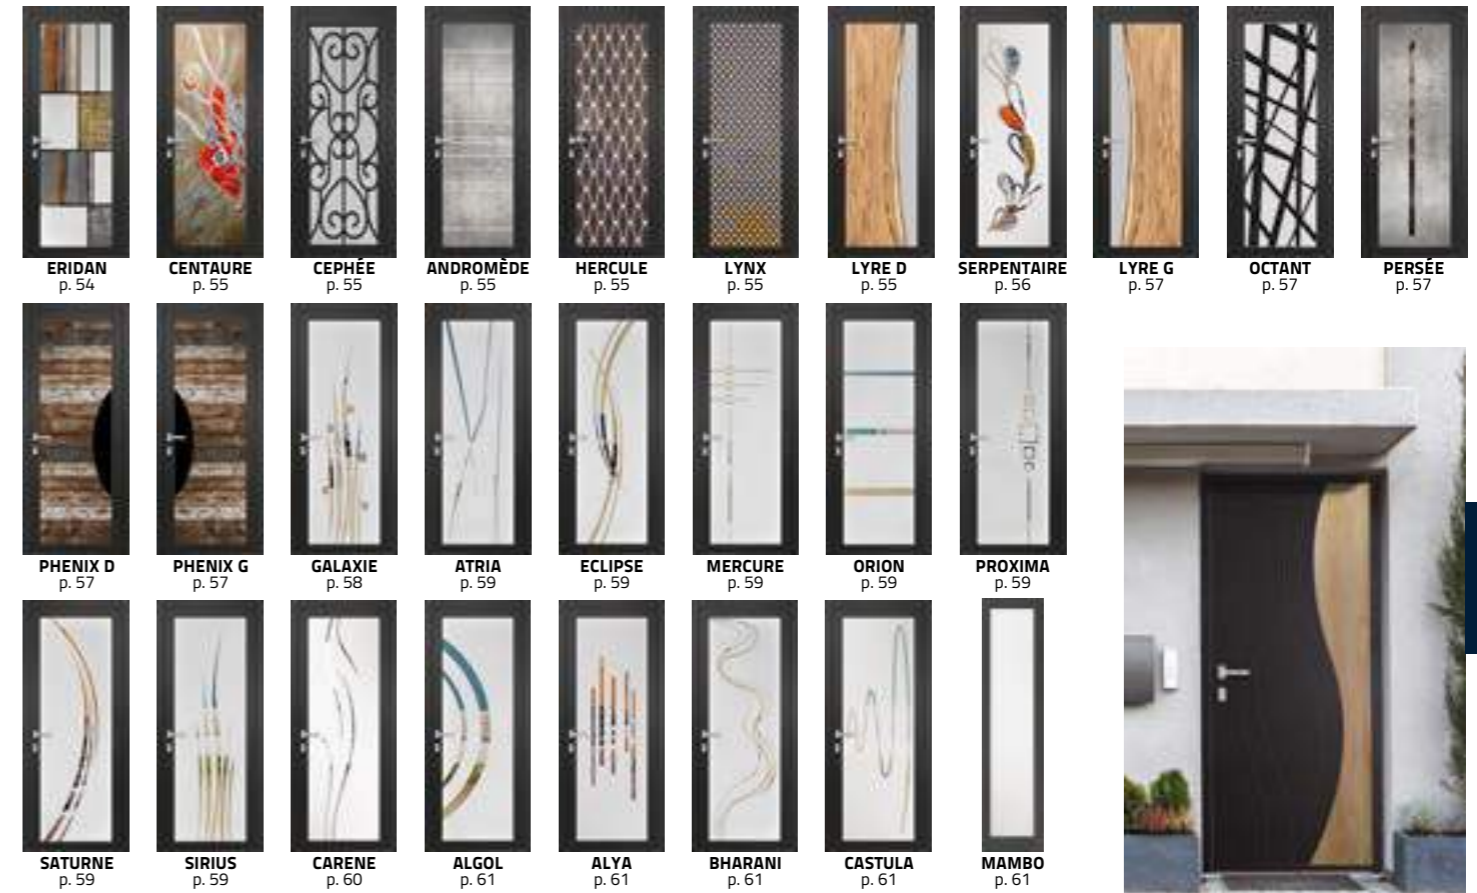 ERIDAN
p. 54
CENTAURE
p. 55
CEPHÉE
p. 55
ANDROMÈDE
p. 55
HERCULE
p. 55
LYNX
p. 55
LYRE D
p. 55
SERPENTAIRE
p. 56
LYRE G
p. 57
OCTANT
p. 57
PERSÉE
p. 57
PHENIX D
p. 57
PHENIX G
p. 57
GALAXIE
p. 58
ATRIA
p. 59
ECLIPSE
p. 59
MERCURE
p. 59
ORION
p. 59
PROXIMA
p. 59
SATURNE
p. 59
SIRIUS
p. 59
CARENE
p. 60
ALGOL
p. 61
ALYA
p. 61
BHARANI
p. 61
CASTULA
p. 61
MAMBO
p. 61